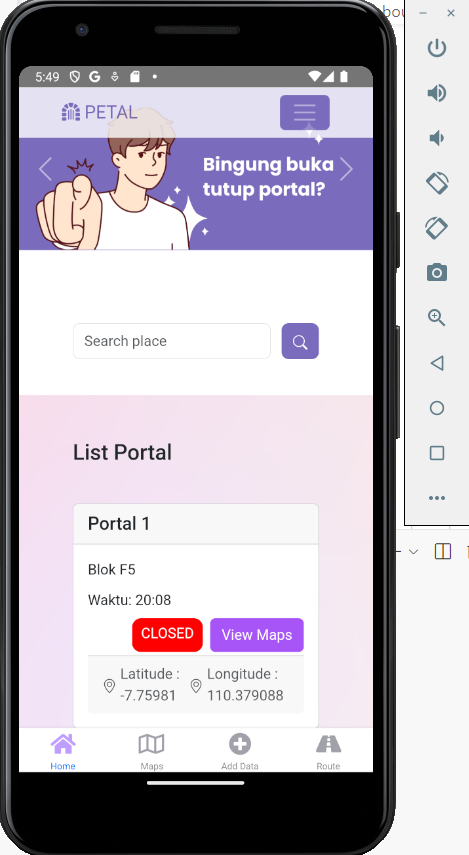 bou
5:49
PETAL
Bingung buka
tutup portal?
Search place
List Portal
Portal 1
Blok F5
Waktu: 20:08
CLOSED
View Maps
Latitude :
-7.75981
Longitude :
110.379088
Home
Maps
Add Data
Route